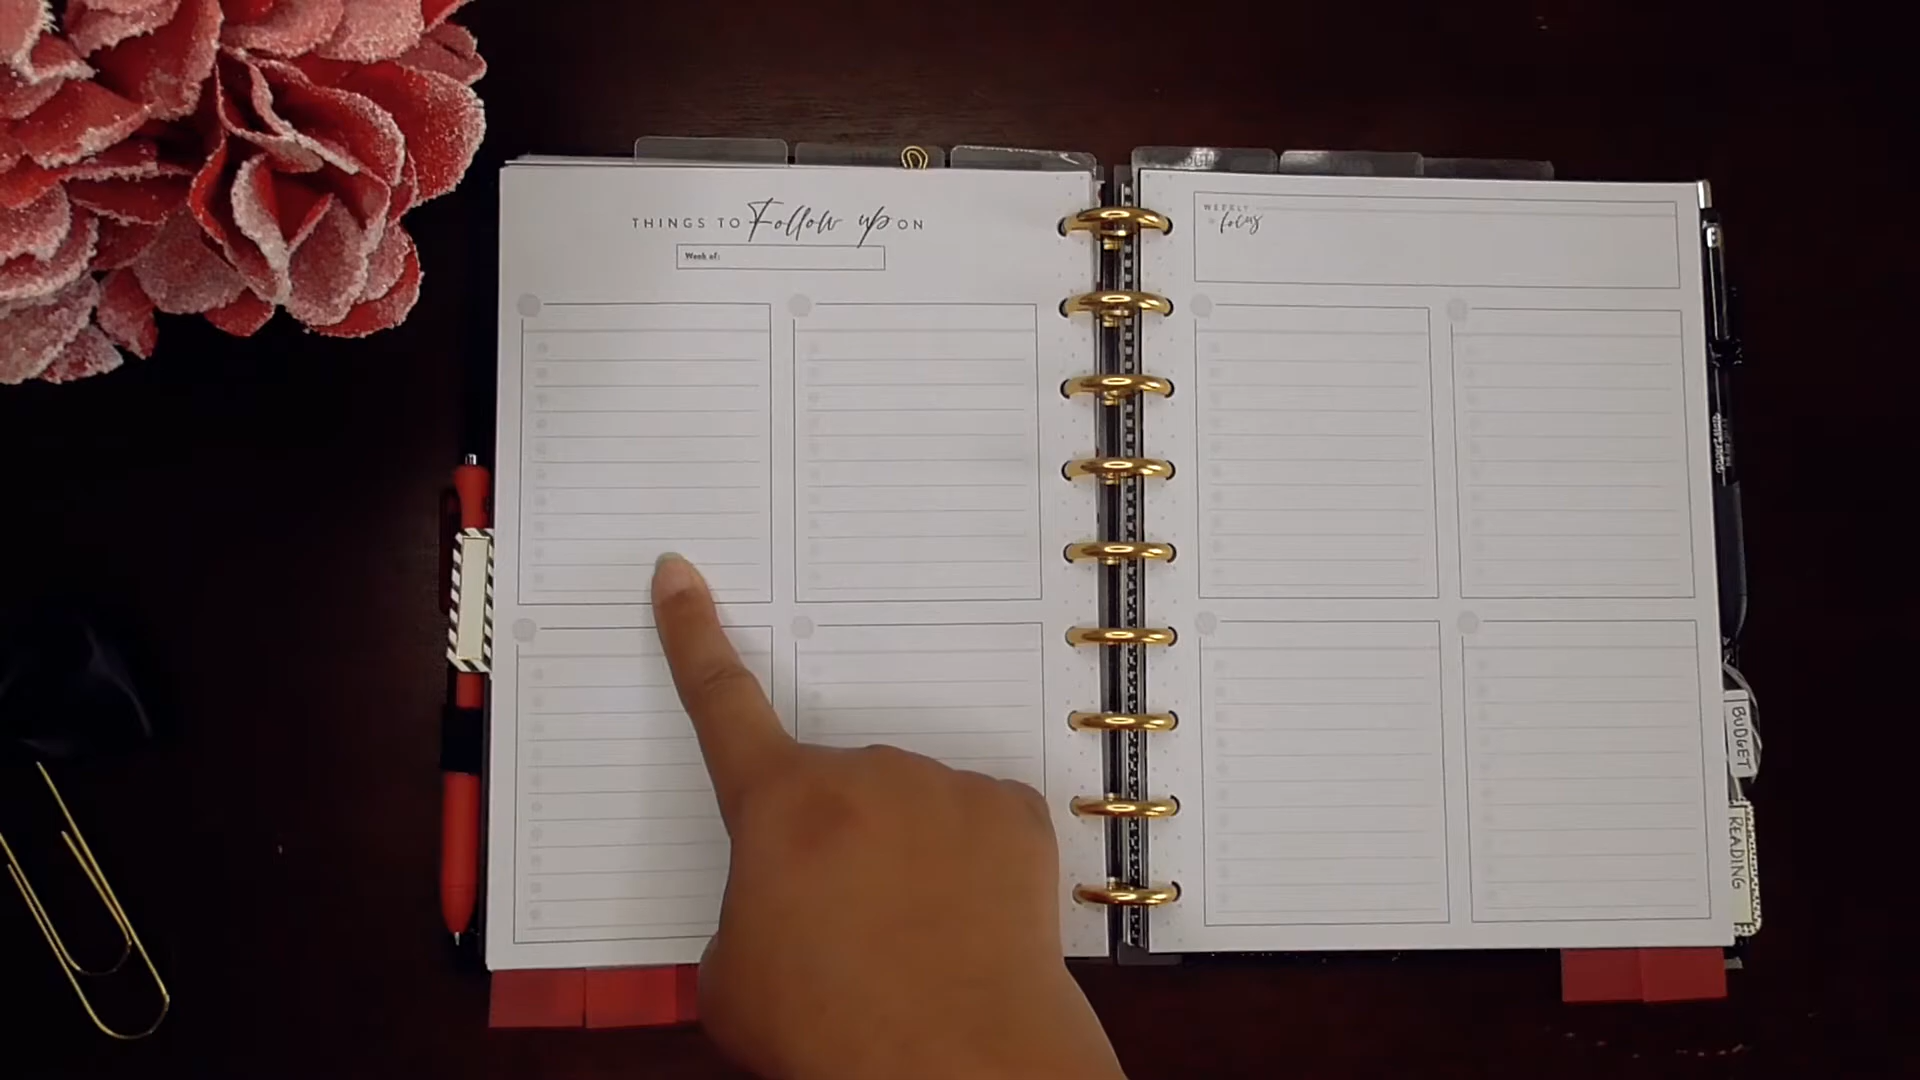 THINGS TO Follow up ON
Week of:
WEEKLY
focus
BUDGET
READING